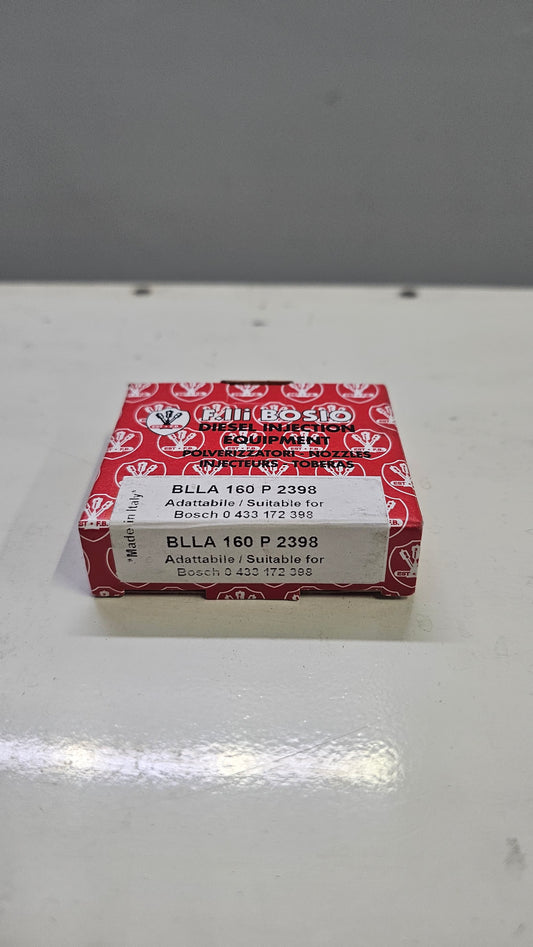 F.lli BOSIO
DIESEL INJECTION
EQUIPMENT
POLVERIZZATORI - NOZZLES
INJECTEURS - TOBERAS
"Made in Italy"
BLLA 160 P 2398
Adattabile / Suitable for
Bosch 0 433 172 398
BLLA 160 P 2398
Adattabile / Suitable for
Bosch 0 433 172 398
EST • F.B.